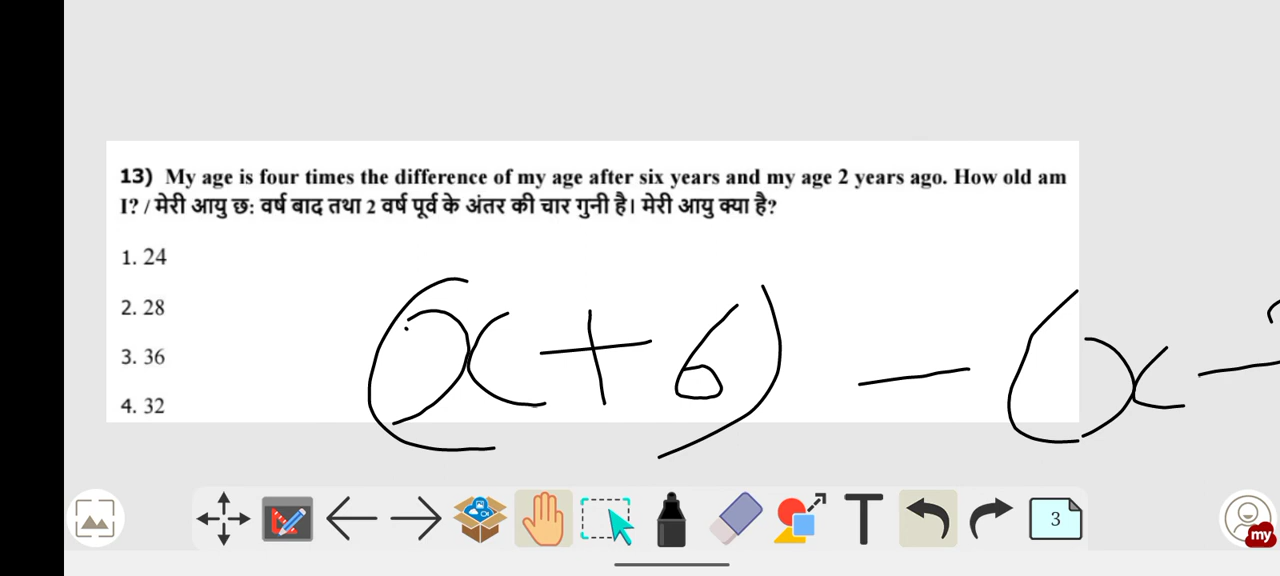 13) My age is four times the difference of my age after six years and my age 2 years ago. How old am
I? / मेरी आयु छ: वर्ष बाद तथा 2 वर्ष पूर्व के अंतर की चार गुनी है। मेरी आयु क्या है?
1. 24
2. 28
3. 36
4. 32
(x+6) - (x -
T
3
my